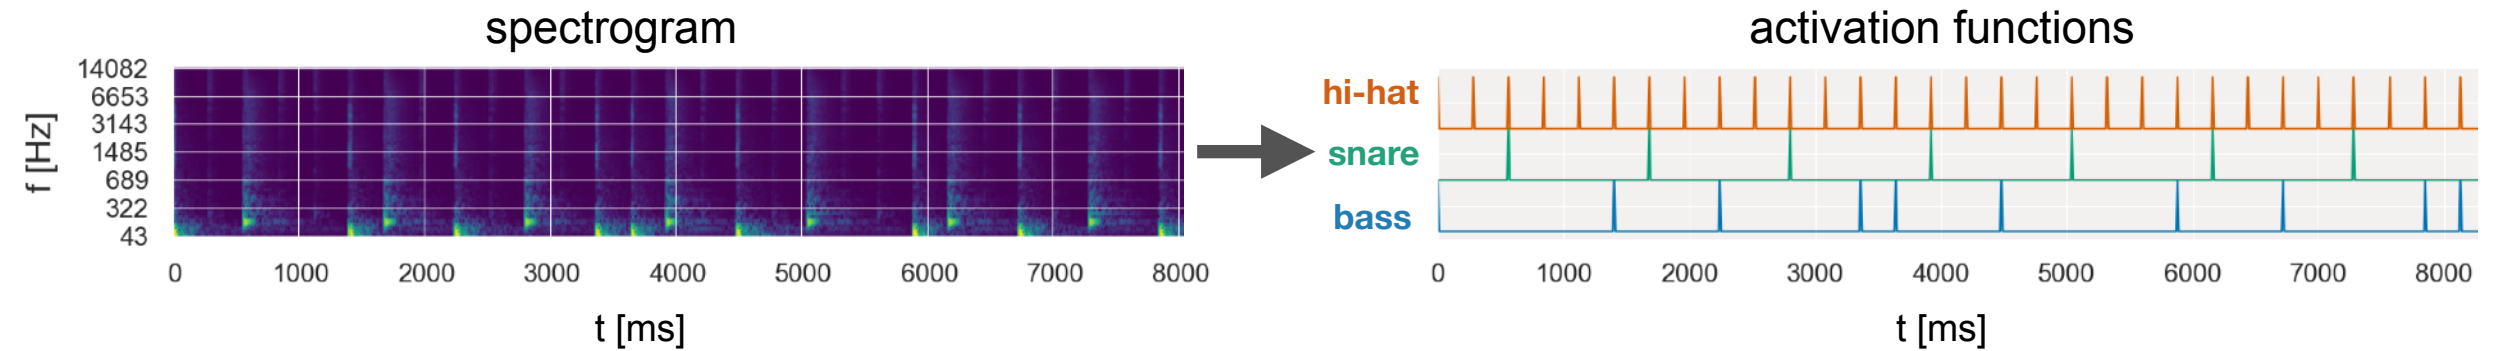 spectrogram
14082
6653
3143
1485
689
322
43
f [Hz]
0 1000 2000 3000 4000 5000 6000 7000 8000
t [ms]
activation functions
hi-hat
snare
bass
0 1000 2000 3000 4000 5000 6000 7000 8000
t [ms]